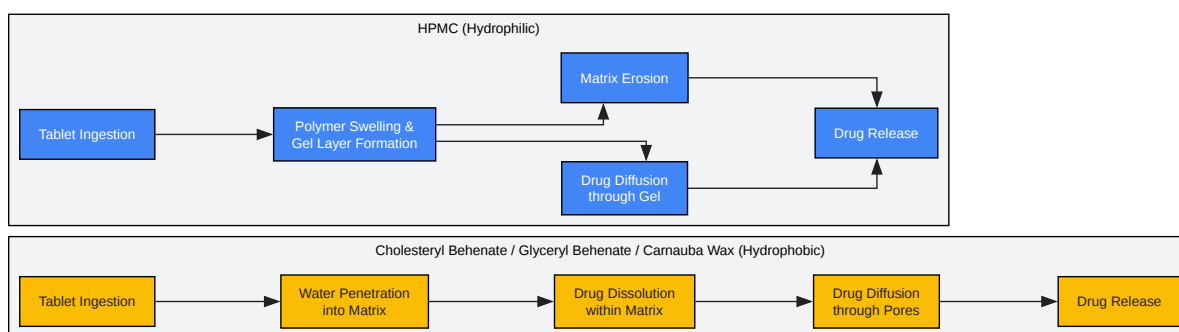 HPMC (Hydrophilic)
Tablet Ingestion
Polymer Swelling &
Gel Layer Formation
Matrix Erosion
Drug Diffusion
through Gel
Drug Release
Cholesteryl Behenate / Glyceryl Behenate / Carnauba Wax (Hydrophobic)
Tablet Ingestion
Water Penetration
into Matrix
Drug Dissolution
within Matrix
Drug Diffusion
through Pores
Drug Release